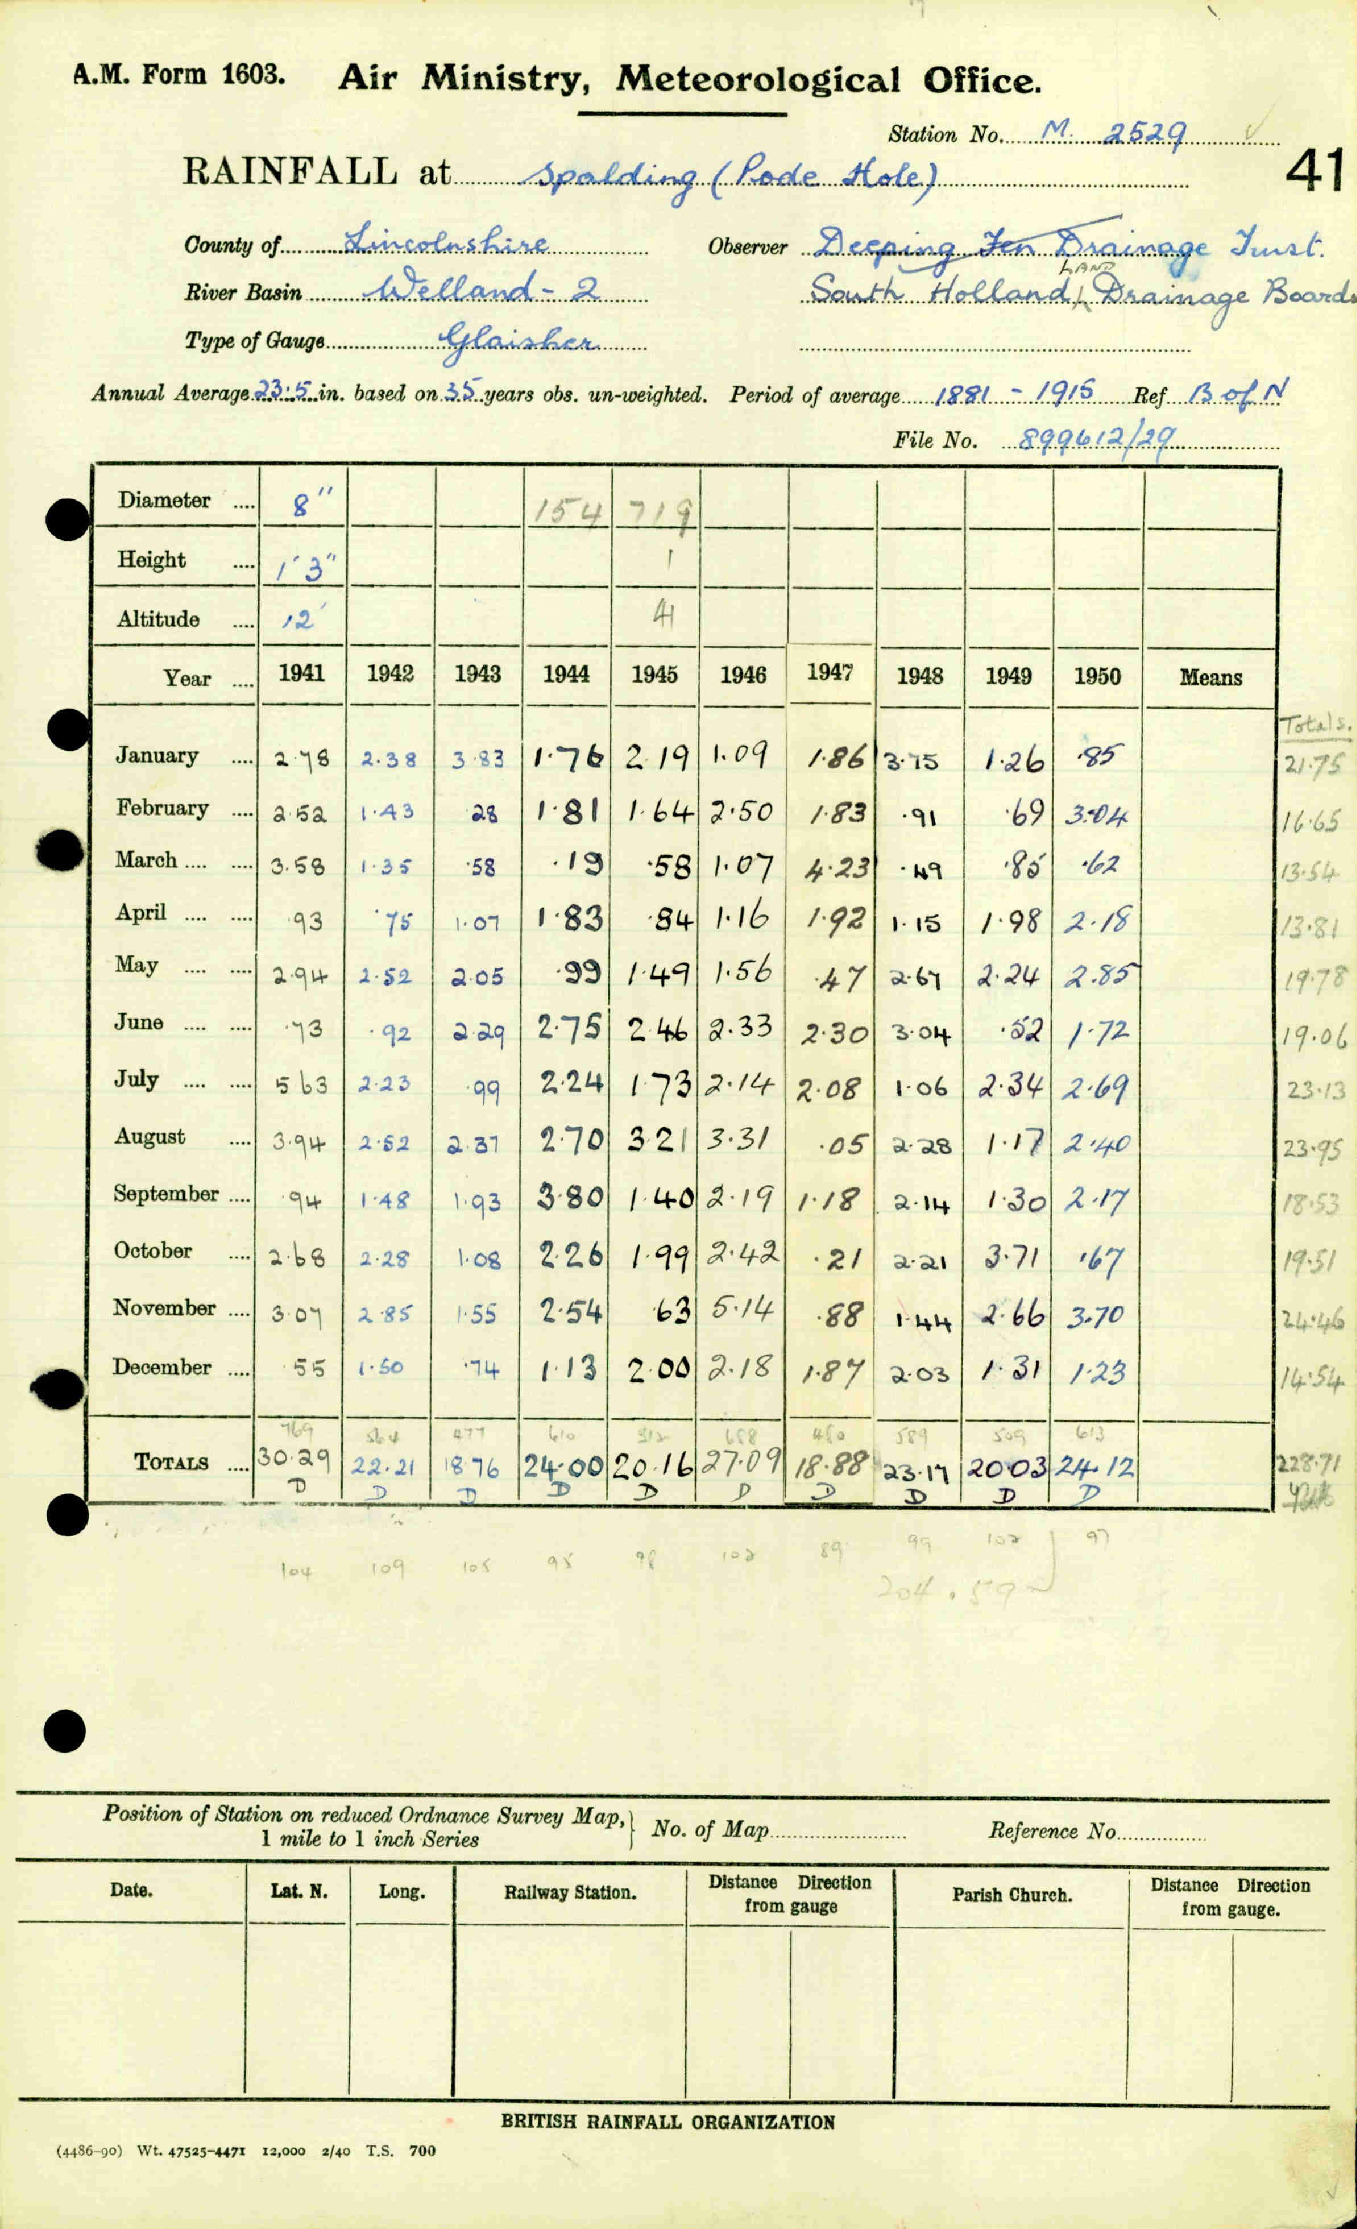 A.M. Form 1603. Air Ministry, Meteorological Office.
Station No. M. 2529
41
RAINFALL at Spalding (Pode Hole)
County of Lincolnshire Observer Deeping Fen Drainage Trust.
River Basin Welland - 2 South Holland LAND Drainage Boards
Type of Gauge Glaisher
Annual Average 23.5 in. based on 35 years obs. un-weighted. Period of average 1881 - 1915 Ref B of N
File No. 899612/29
Diameter 8" 154 719
Height 1' 3" 1
Altitude 12' 41
Year 1941 1942 1943 1944 1945 1946 1947 1948 1949 1950 Means
Totals.
January 2.78 2.38 3.83 1.76 2.19 1.09 1.86 3.75 1.26 .85 21.75
February 2.52 1.43 .28 1.81 1.64 2.50 1.83 .91 .69 3.04 16.65
March 3.58 1.35 .58 .19 .58 1.07 4.23 .49 .85 .62 13.54
April .93 .75 1.07 1.83 .84 1.16 1.92 1.15 1.98 2.18 13.81
May 2.94 2.52 2.05 .99 1.49 1.56 .47 2.67 2.24 2.85 19.78
June .73 .92 2.29 2.75 2.46 2.33 2.30 3.04 .52 1.72 19.06
July 5.63 2.23 .99 2.24 1.73 2.14 2.08 1.06 2.34 2.69 23.13
August 3.94 2.52 2.37 2.70 3.21 3.31 .05 2.28 1.17 2.40 23.95
September .94 1.48 1.93 3.80 1.40 2.19 1.18 2.14 1.30 2.17 18.53
October 2.68 2.28 1.08 2.26 1.99 2.42 .21 2.21 3.71 .67 19.51
November 3.07 2.85 1.55 2.54 .63 5.14 .88 1.44 2.66 3.70 24.46
December .55 1.50 .74 1.13 2.00 2.18 1.87 2.03 1.31 1.23 14.54
769 564 477 610 512 688 480 589 509 613
TOTALS 30.29 22.21 18.76 24.00 20.16 27.09 18.88 23.17 20.03 24.12 228.71
D D D D D D D D D D
104 109 105 95 98 102 89 99 102 97
204.59
Position of Station on reduced Ordnance Survey Map, 1 mile to 1 inch Series No. of Map Reference No.
Date. Lat. N. Long. Railway Station. Distance Direction from gauge Parish Church. Distance Direction from gauge.
BRITISH RAINFALL ORGANIZATION
(4486-90) Wt. 47525-4471 12,000 2/40 T.S. 700